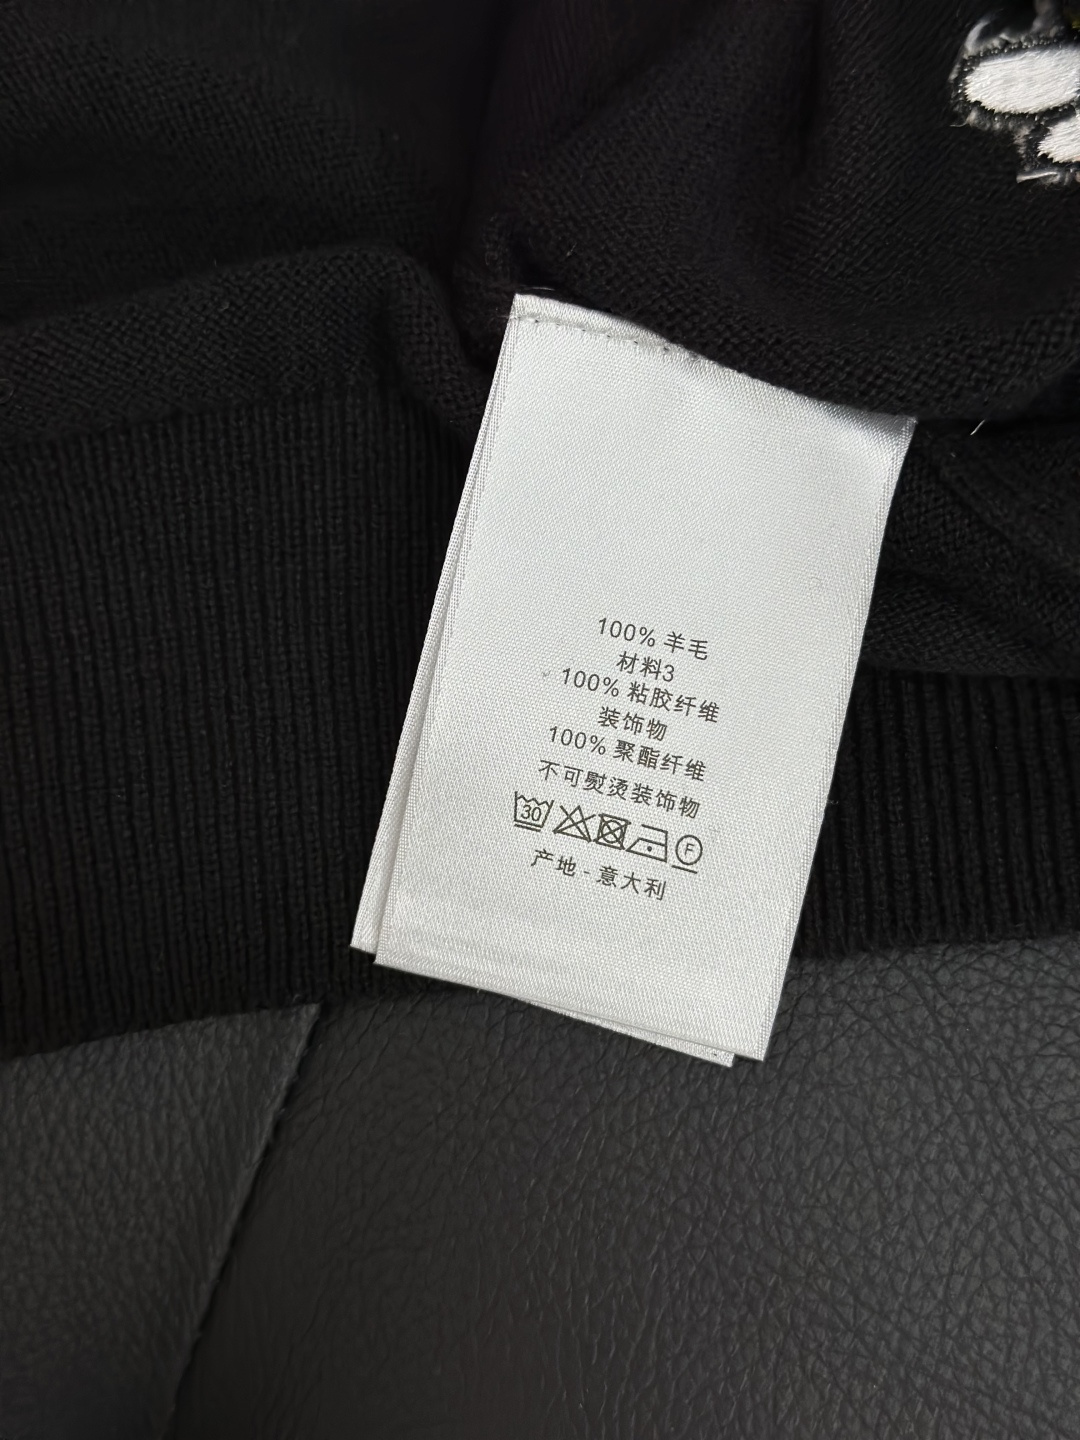 100% 羊毛
材料3
100% 粘胶纤维
装饰物
100% 聚酯纤维
不可熨烫装饰物
30 F
产地 - 意大利